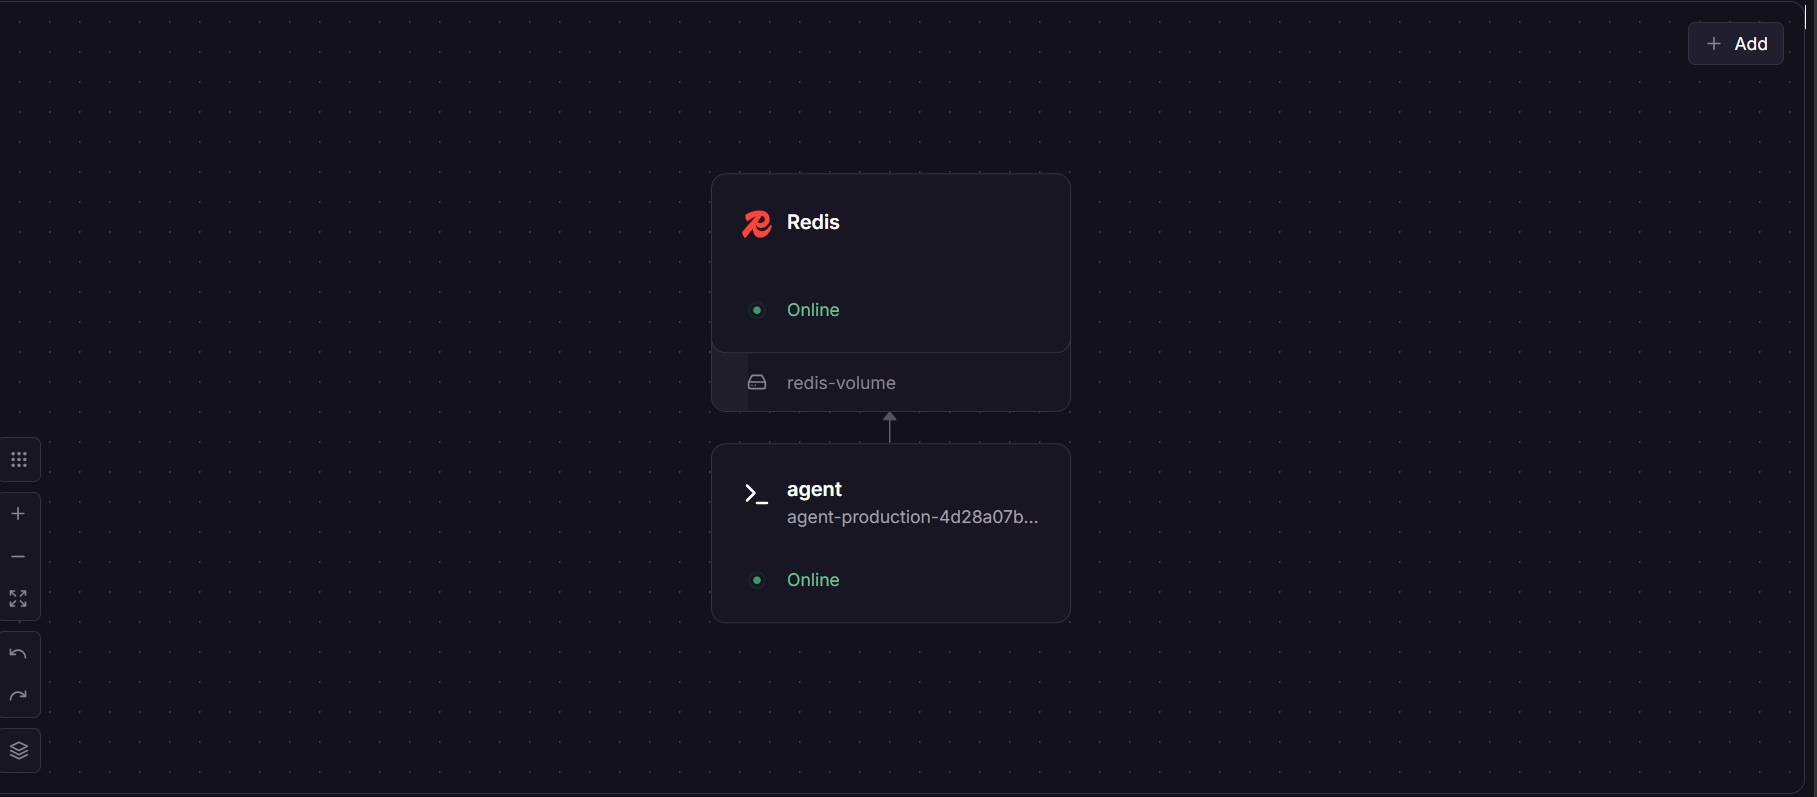 Add
Redis
Online
redis-volume
agent
agent-production-4d28a07b...
Online